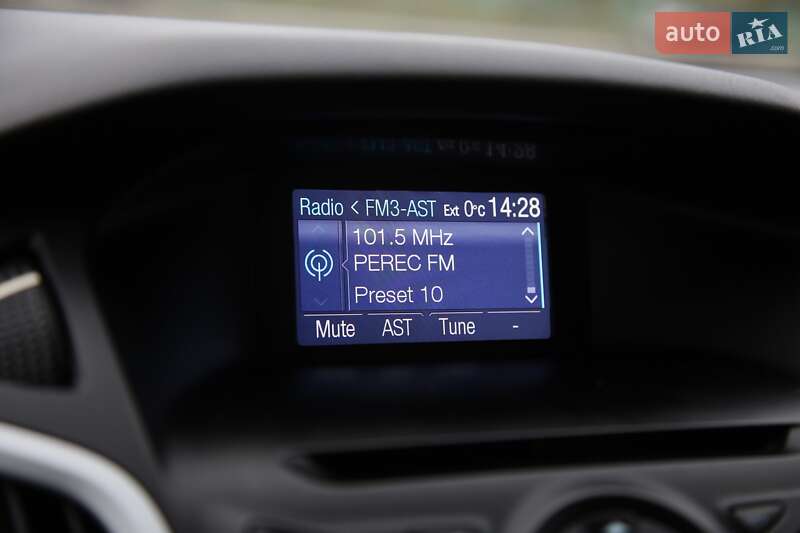 auto RIA
.com
Radio < FM3-AST Ext 0°C 14:28
101.5 MHz
PEREC FM
Preset 10
Mute AST Tune -